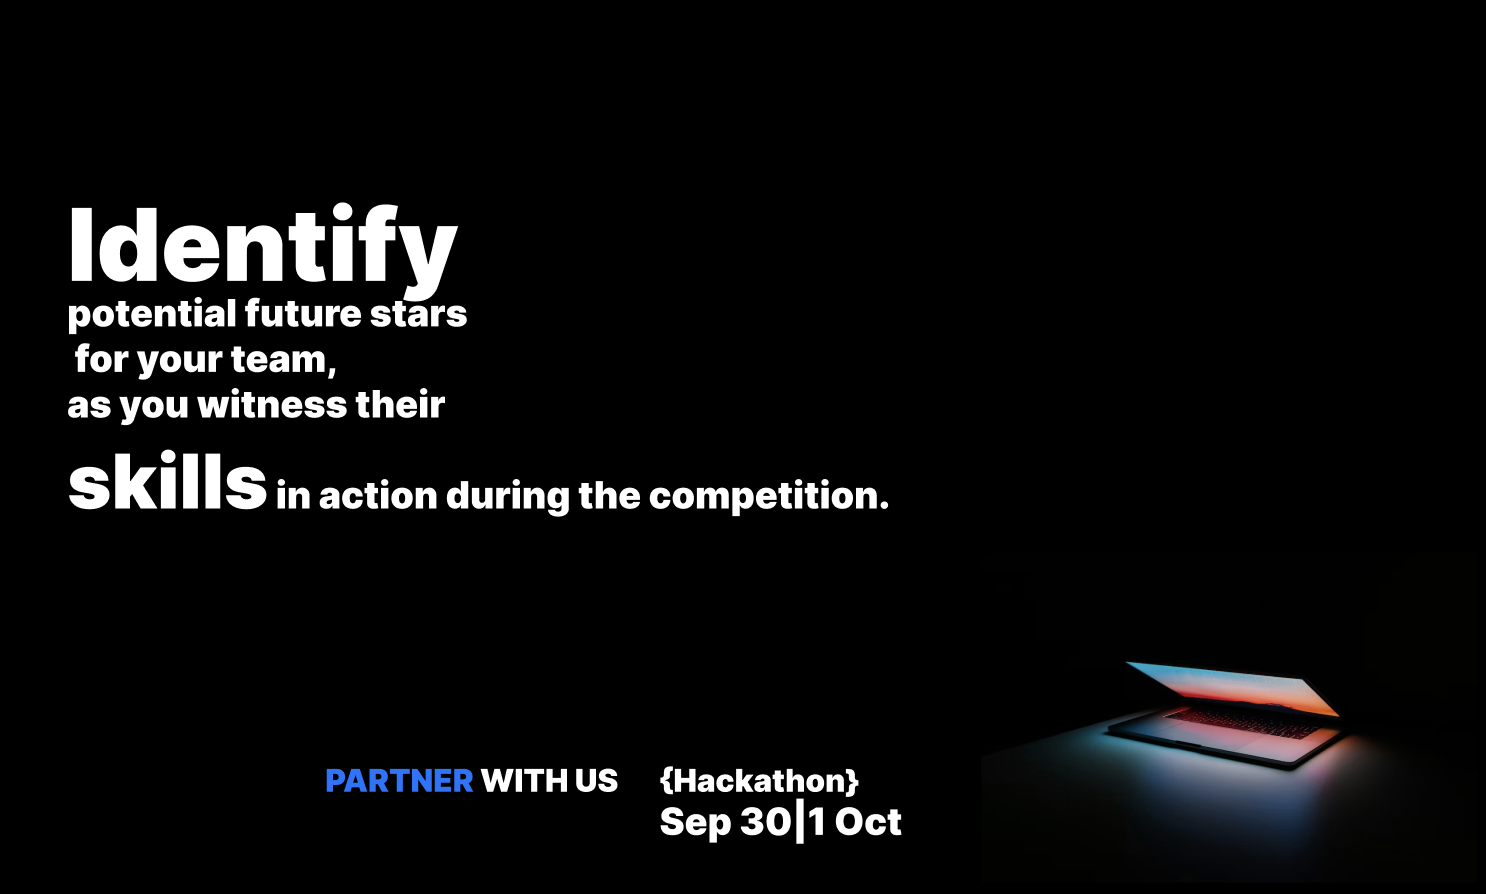 Identify
potential future stars
for your team,
as you witness their
skills in action during the competition.
PARTNER WITH US
{Hackathon}
Sep 30|1 Oct